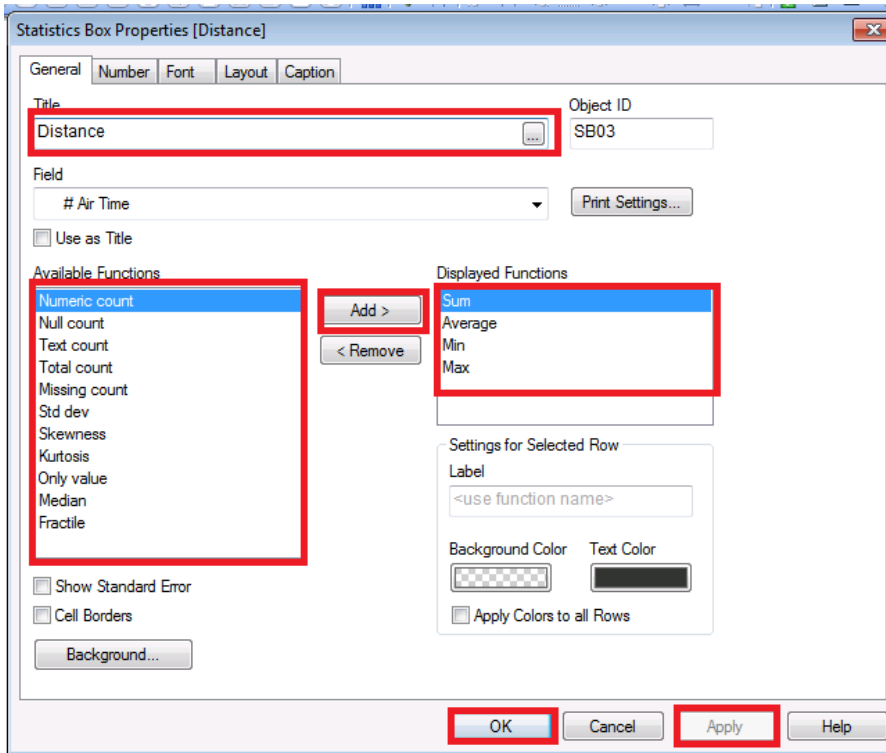 Statistics Box Properties [Distance]
General Number Font Layout Caption
Title
Object ID
Distance
...
SB03
Field
# Air Time
Print Settings...
Use as Title
Available Functions
Numeric count
Null count
Text count
Total count
Missing count
Std dev
Skewness
Kurtosis
Only value
Median
Fractile
Add >
< Remove
Displayed Functions
Sum
Average
Min
Max
Settings for Selected Row
Label
<use function name>
Background Color Text Color
Apply Colors to all Rows
Show Standard Error
Cell Borders
Background...
OK Cancel Apply Help